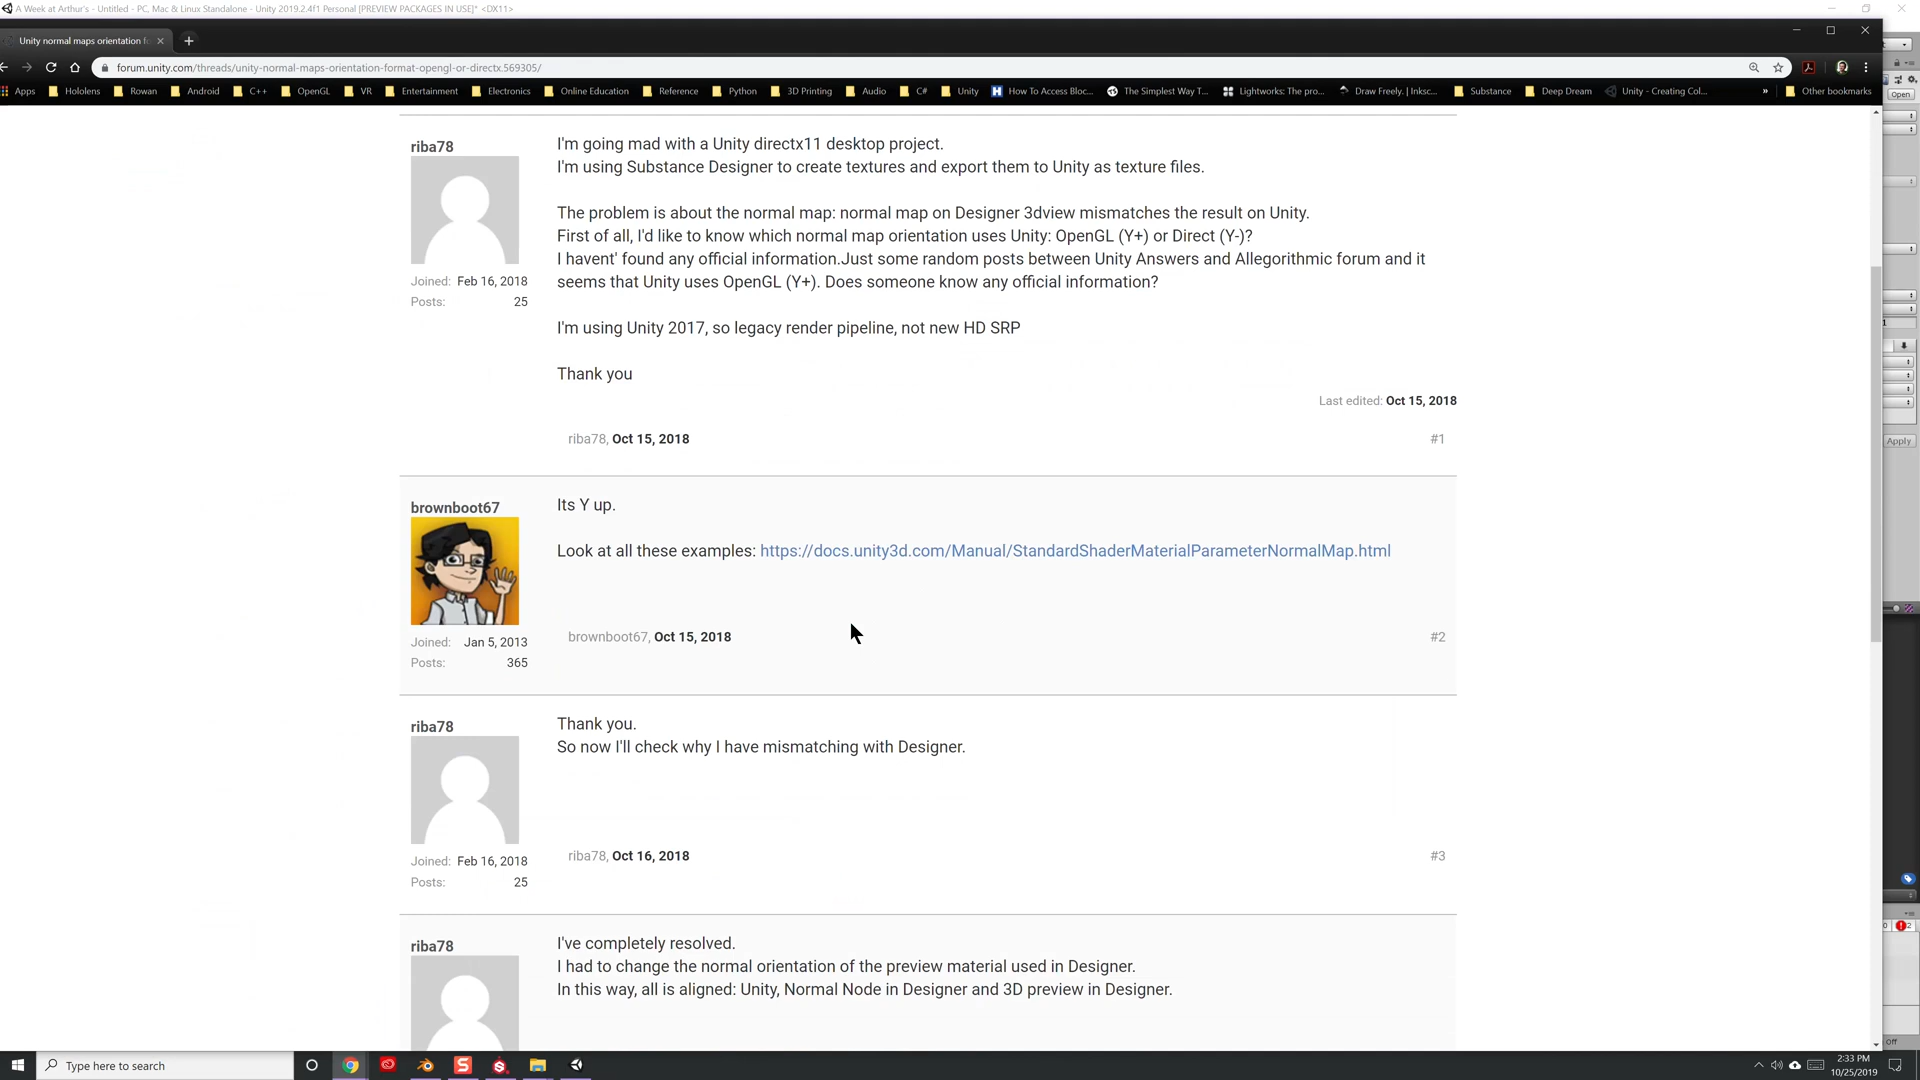 A Week at Arthur's - Untitled - PC, Mac & Linux Standalone - Unity 2019.2.4f1 Personal [PREVIEW PACKAGES IN USE]* <DX11>
Unity normal maps orientation f
forum.unity.com/threads/unity-normal-maps-orientation-format-opengl-or-directx.569305/
Apps Hololens Rowan Android C++ OpenGL VR Entertainment Electronics Online Education Reference Python 3D Printing Audio C# Unity How To Access Bloc... The Simplest Way T... Lightworks: The pro... Draw Freely. | Inksc... Substance Deep Dream Unity - Creating Col... » Other bookmarks
Open
riba78
Joined: Feb 16, 2018
Posts: 25
I'm going mad with a Unity directx11 desktop project.
I'm using Substance Designer to create textures and export them to Unity as texture files.
The problem is about the normal map: normal map on Designer 3dview mismatches the result on Unity.
First of all, I'd like to know which normal map orientation uses Unity: OpenGL (Y+) or Direct (Y-)?
I havent' found any official information.Just some random posts between Unity Answers and Allegorithmic forum and it
seems that Unity uses OpenGL (Y+). Does someone know any official information?
I'm using Unity 2017, so legacy render pipeline, not new HD SRP
Thank you
Last edited: Oct 15, 2018
riba78, Oct 15, 2018 #1
Apply
brownboot67
Joined: Jan 5, 2013
Posts: 365
Its Y up.
Look at all these examples: https://docs.unity3d.com/Manual/StandardShaderMaterialParameterNormalMap.html
brownboot67, Oct 15, 2018 #2
riba78
Joined: Feb 16, 2018
Posts: 25
Thank you.
So now I'll check why I have mismatching with Designer.
riba78, Oct 16, 2018 #3
riba78
I've completely resolved.
I had to change the normal orientation of the preview material used in Designer.
In this way, all is aligned: Unity, Normal Node in Designer and 3D preview in Designer.
Off
Type here to search
2:33 PM
10/25/2019